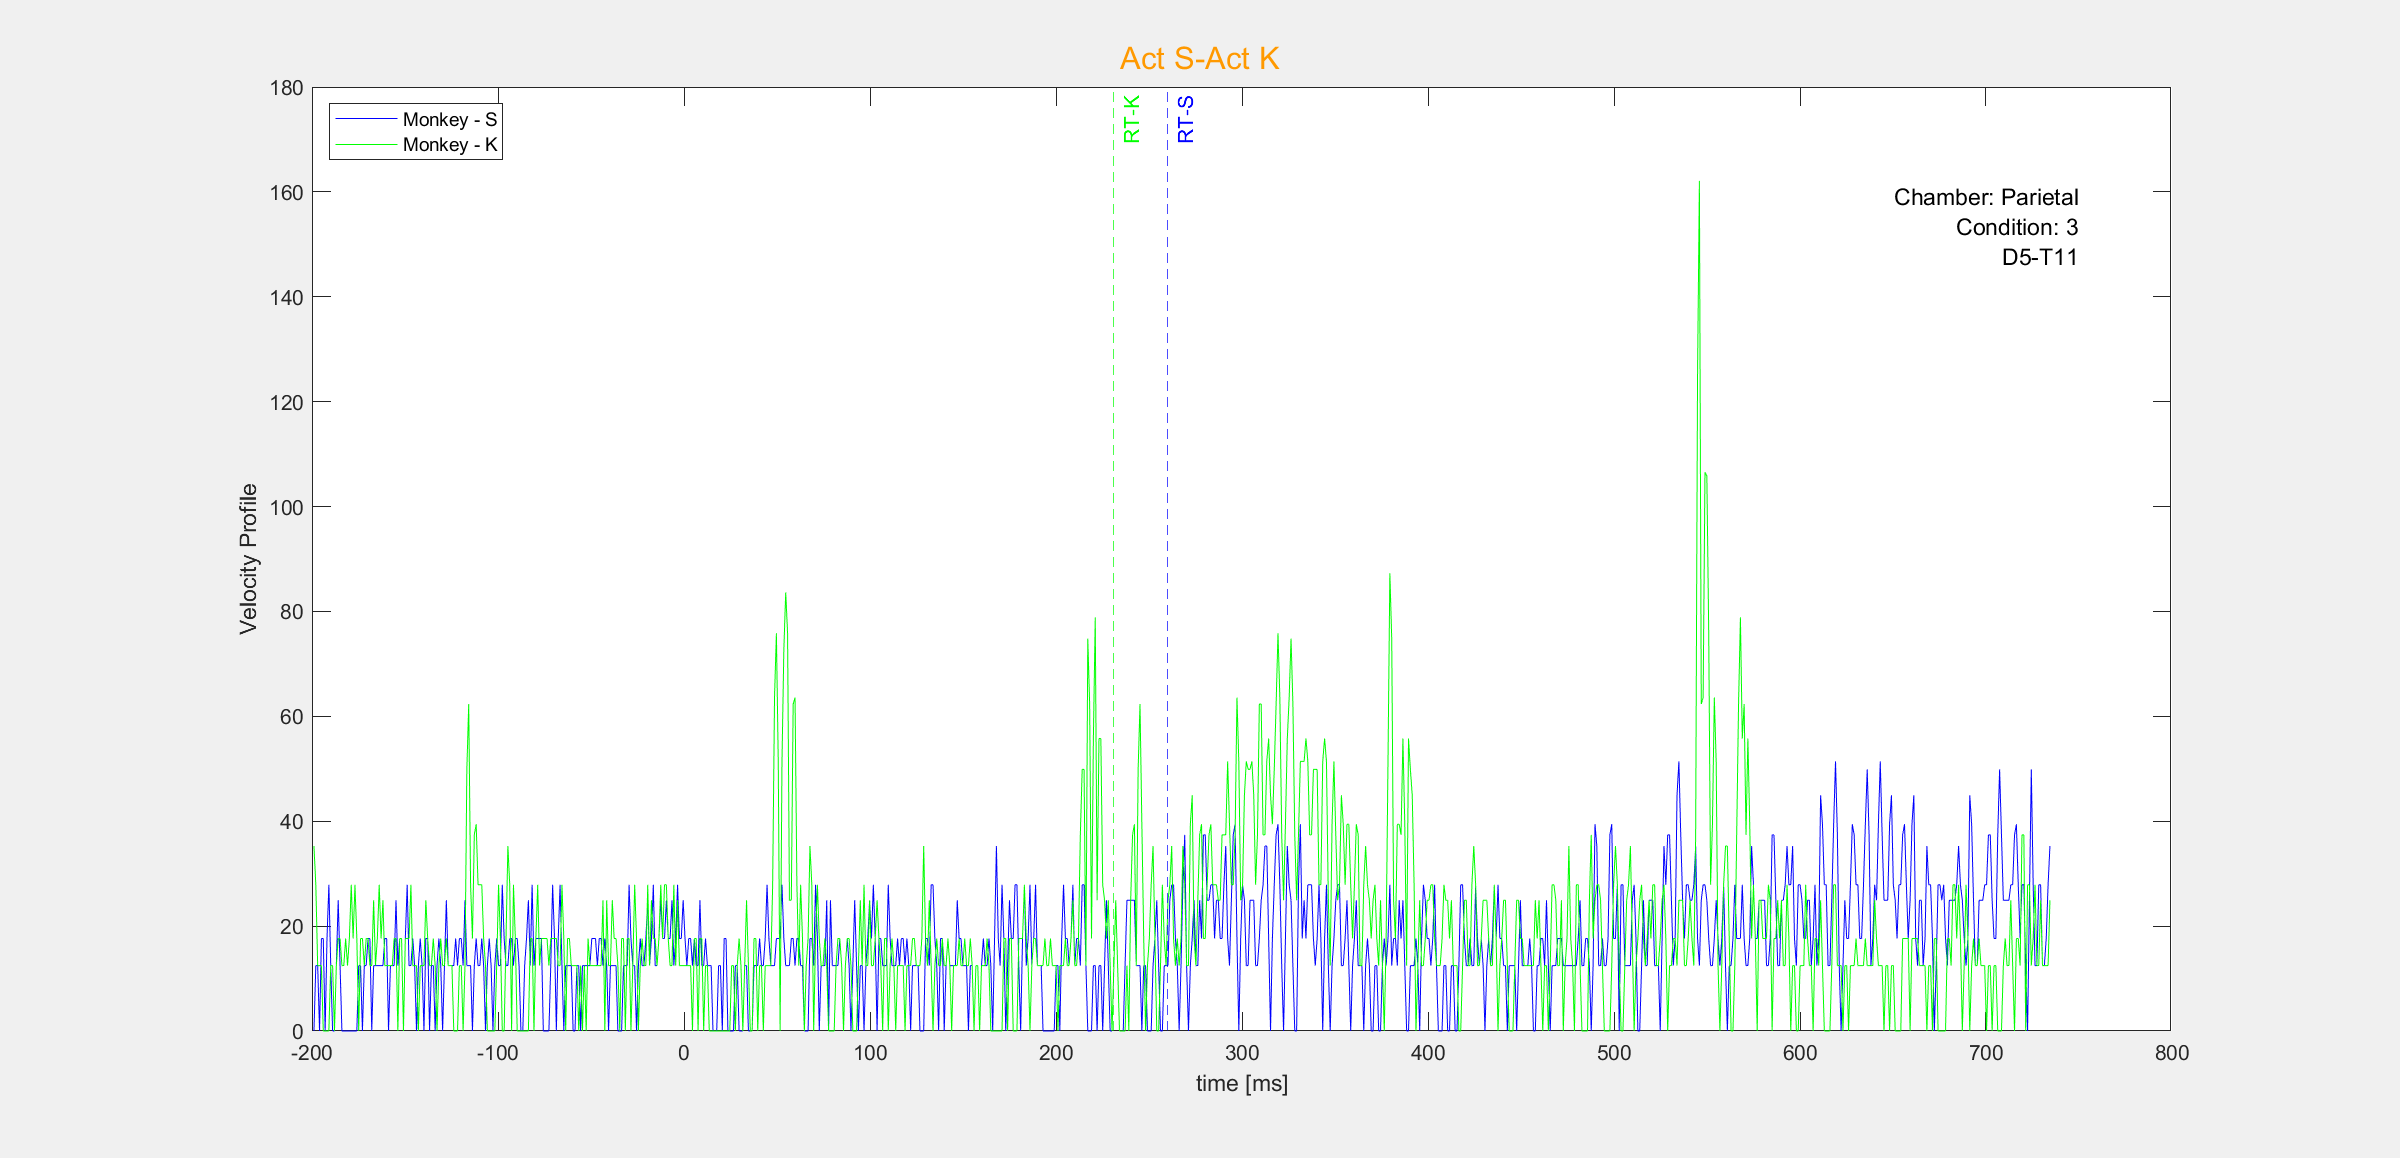 Act S-Act K
180
160
140
120
100
80
60
40
20
0
Velocity Profile
Monkey - S
Monkey - K
RT-K
RT-S
Chamber: Parietal
Condition: 3
D5-T11
-200 -100 0 100 200 300 400 500 600 700 800
time [ms]